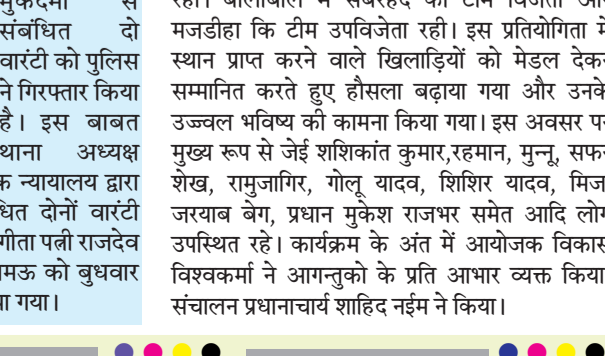 मुकदमा से
संबंधित दो
वारंटी को पुलिस
ने गिरफ्तार किया
है। इस बाबत
थाना अध्यक्ष
न्यायालय द्वारा
दोनों वारंटी
गीता पत्नी राजदेव
को बुधवार
गया।
रही। बालीबाल में सबरहद की टीम विजेता और
मजडीहा कि टीम उपविजेता रही। इस प्रतियोगिता में
स्थान प्राप्त करने वाले खिलाड़ियों को मेडल देकर
सम्मानित करते हुए हौसला बढ़ाया गया और उनके
उज्ज्वल भविष्य की कामना किया गया। इस अवसर पर
मुख्य रूप से जेई शशिकांत कुमार,रहमान, मुन्नू,
शेख, रामुजागिर, गोलू यादव, शिशिर यादव,
जरयाब बेग, प्रधान मुकेश राजभर समेत आदि लोग
उपस्थित रहे। कार्यक्रम के अंत में आयोजक विकास
विश्वकर्मा ने आगन्तुको के प्रति आभार व्यक्त किया
संचालन प्रधानाचार्य शाहिद नईम ने किया।